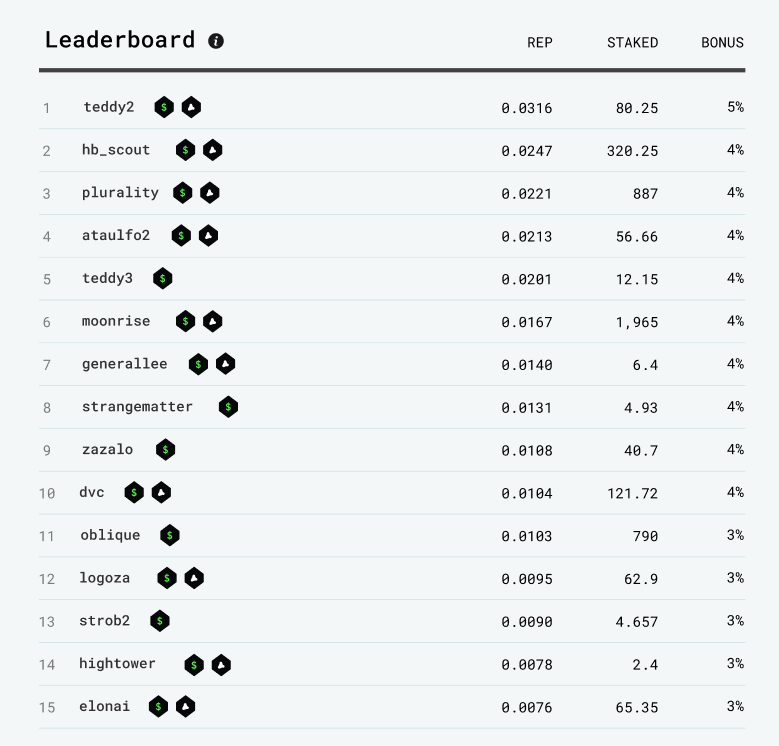 Leaderboard i REP STAKED BONUS
1 teddy2 $ 0.0316 80.25 5%
2 hb_scout $ 0.0247 320.25 4%
3 plurality $ 0.0221 887 4%
4 ataulfo2 $ 0.0213 56.66 4%
5 teddy3 $ 0.0201 12.15 4%
6 moonrise $ 0.0167 1,965 4%
7 generallee $ 0.0140 6.4 4%
8 strangematter $ 0.0131 4.93 4%
9 zazalo $ 0.0108 40.7 4%
10 dvc $ 0.0104 121.72 4%
11 oblique $ 0.0103 790 3%
12 logoza $ 0.0095 62.9 3%
13 strob2 $ 0.0090 4.657 3%
14 hightower $ 0.0078 2.4 3%
15 elonai $ 0.0076 65.35 3%